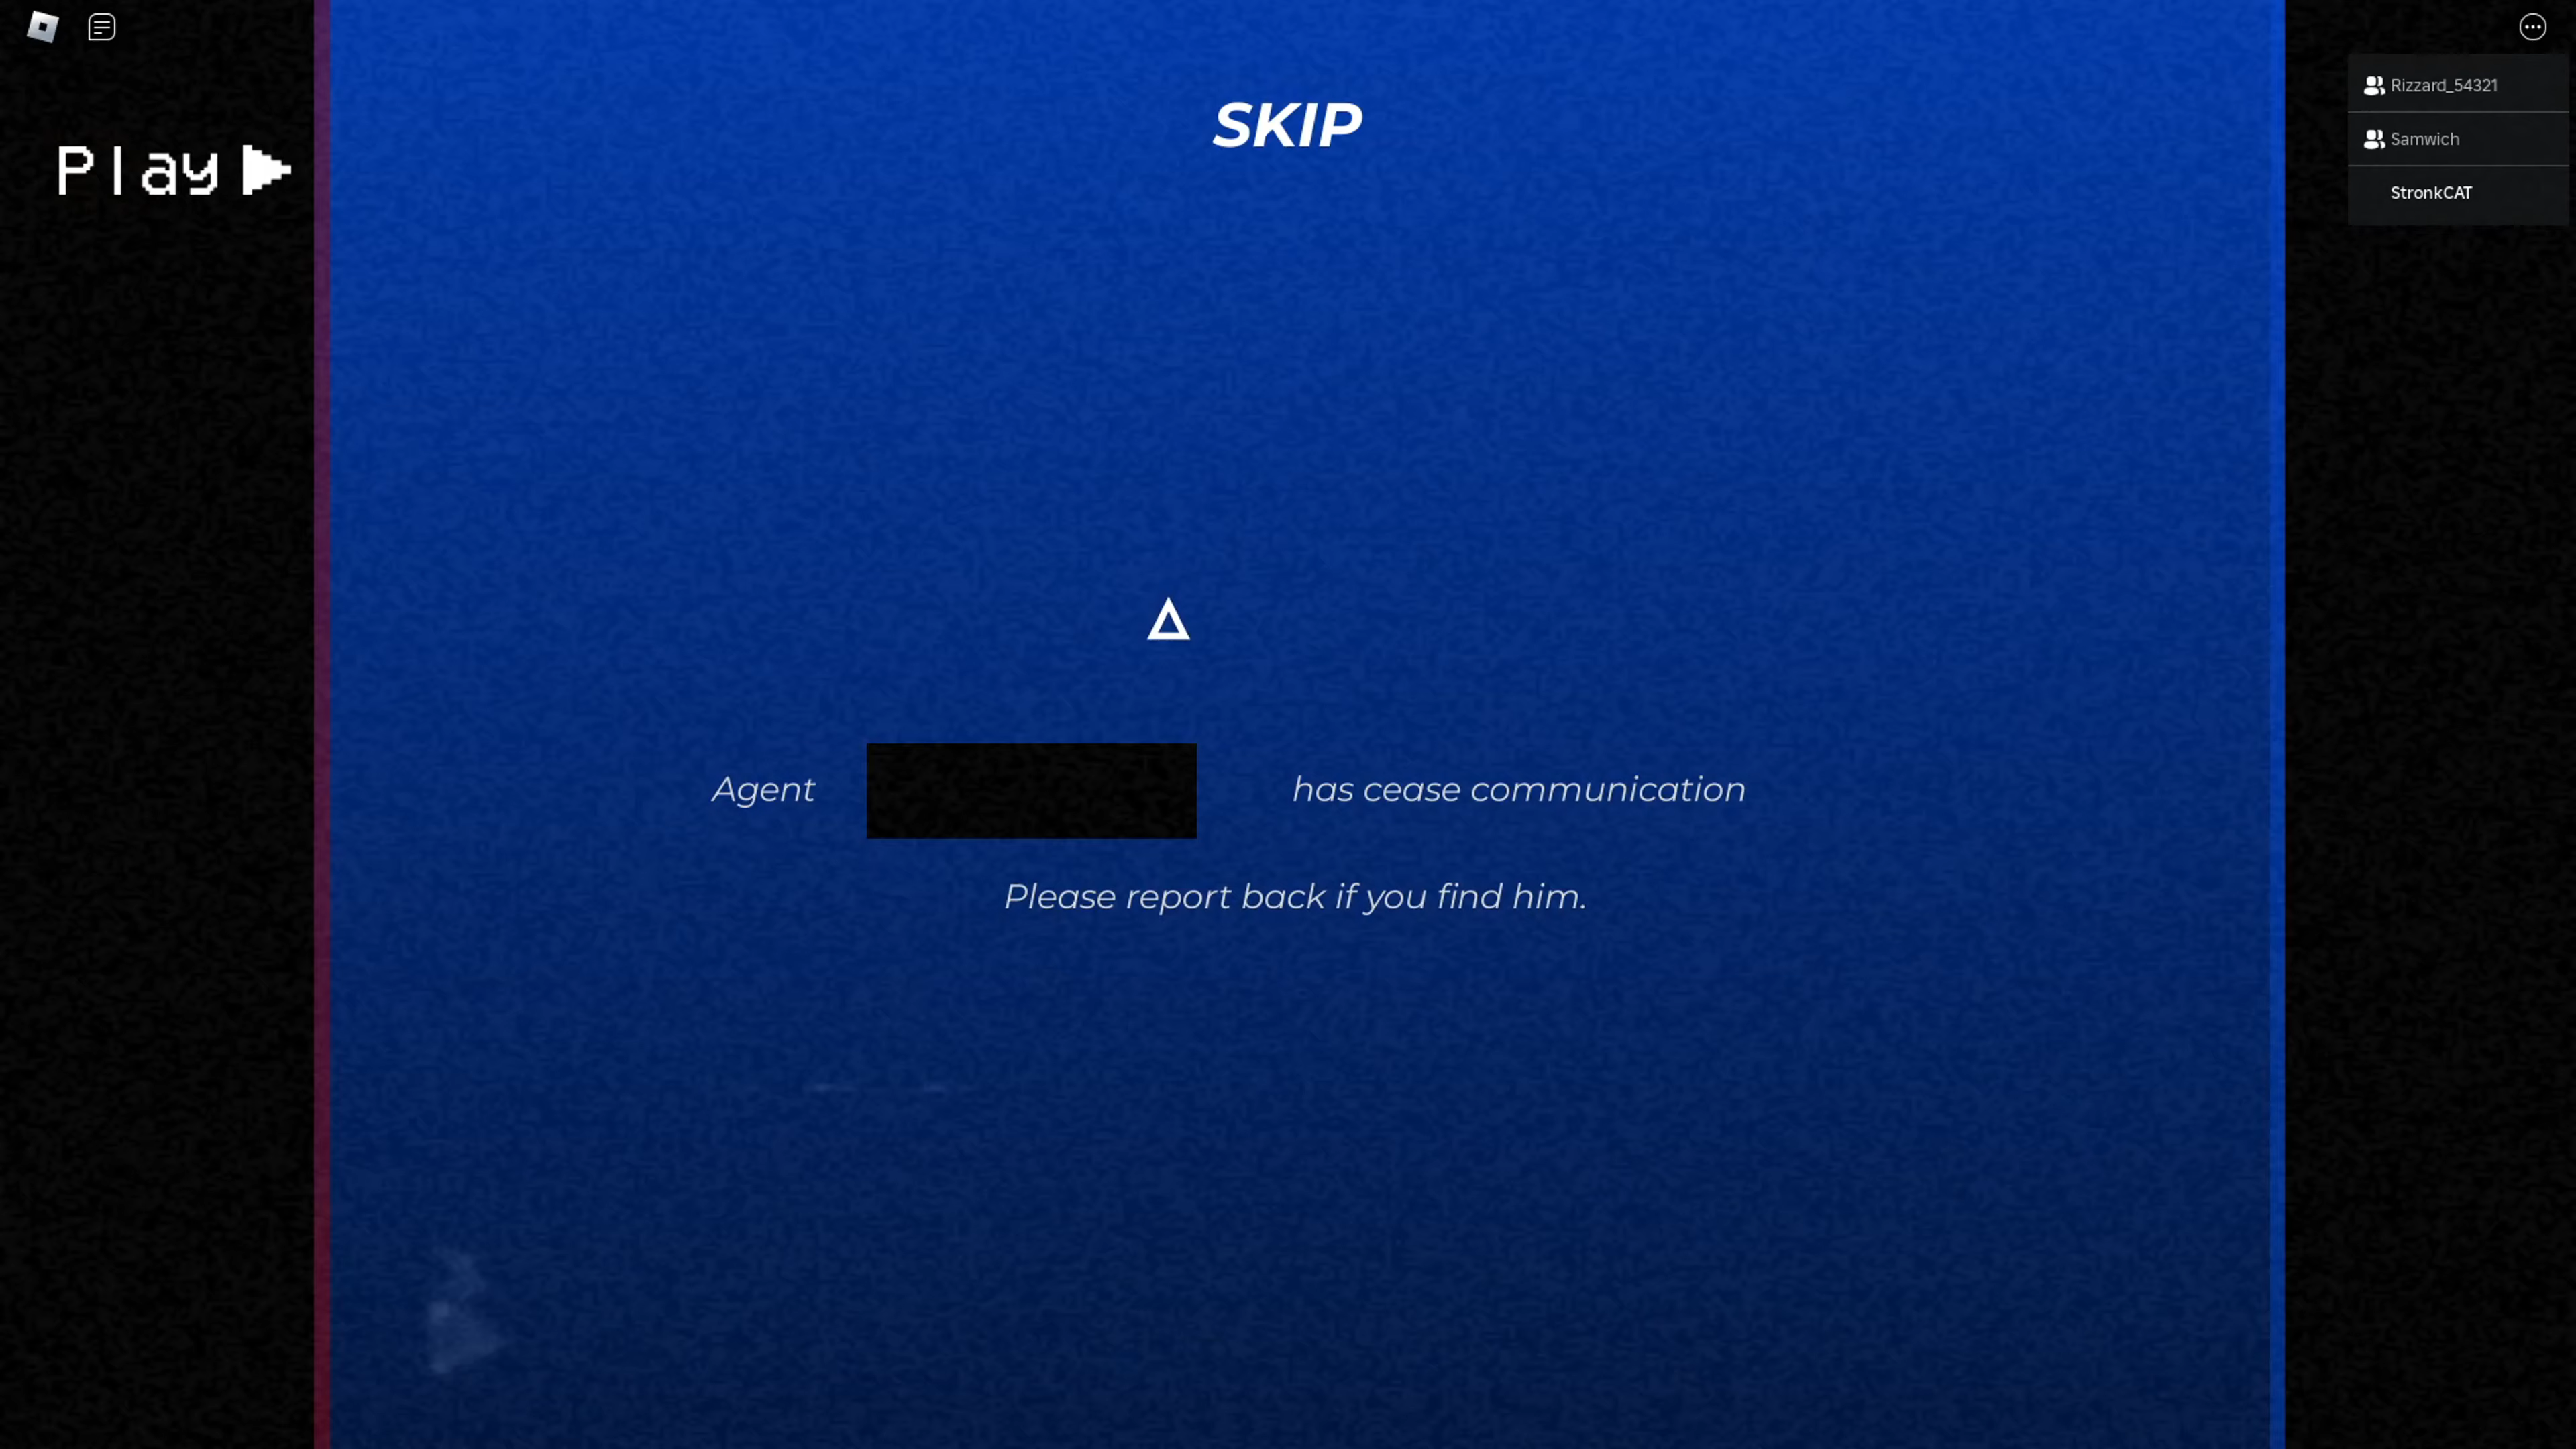 Play
SKIP
Rizzard_54321
Samwich
StronkCAT
Δ
Agent has cease communication
Please report back if you find him.